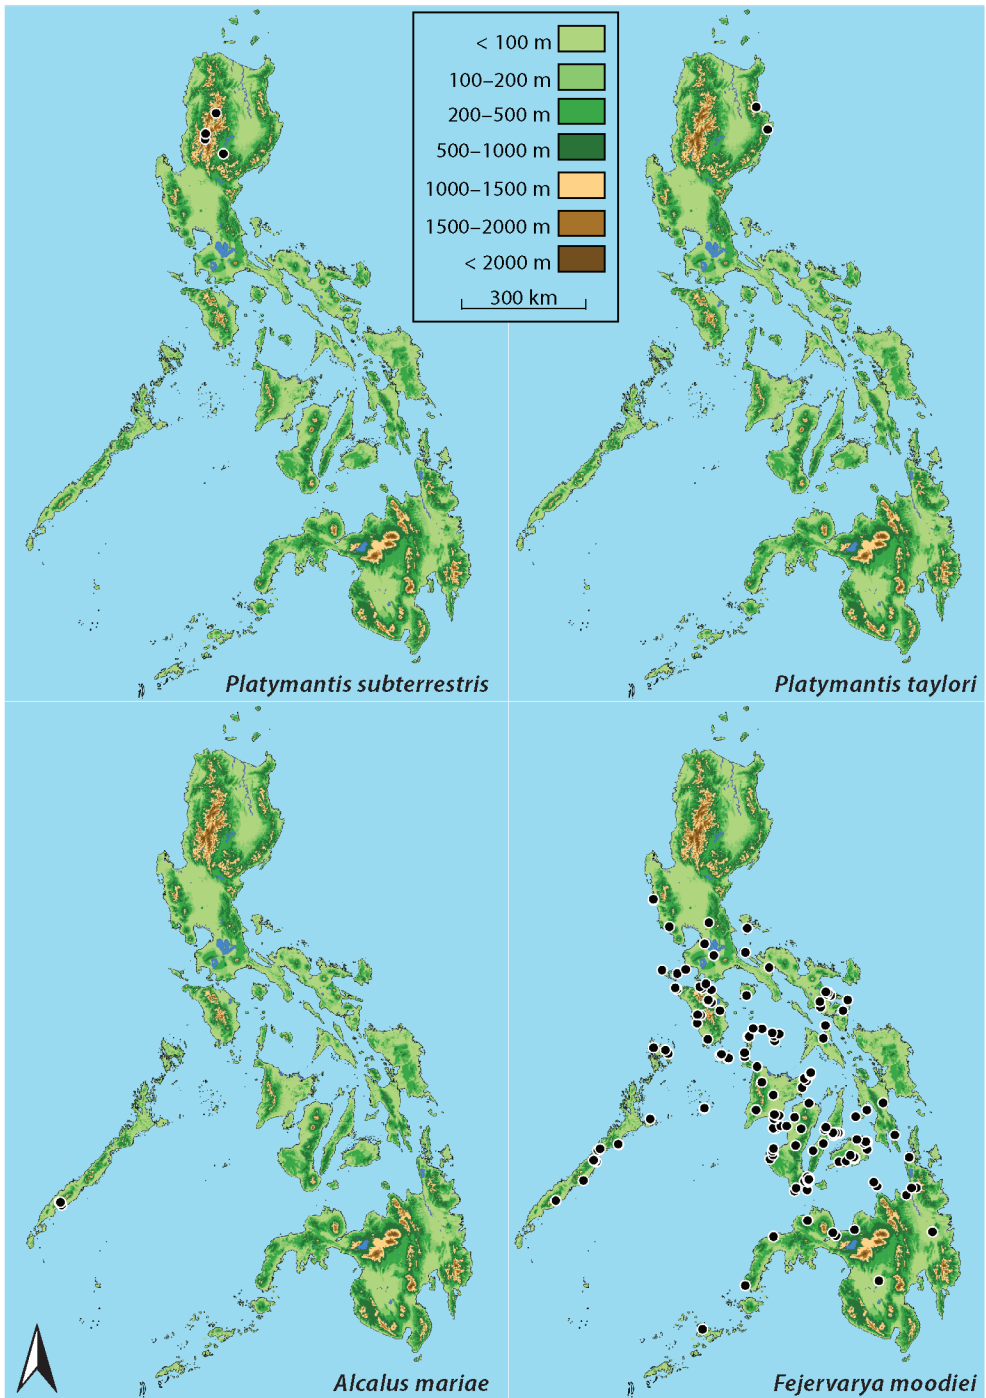 < 100 m
100–200 m
200–500 m
500–1000 m
1000–1500 m
1500–2000 m
< 2000 m
300 km
Platymantis subterrestris
Platymantis taylori
Alcalus mariae
Fejervarya moodiei